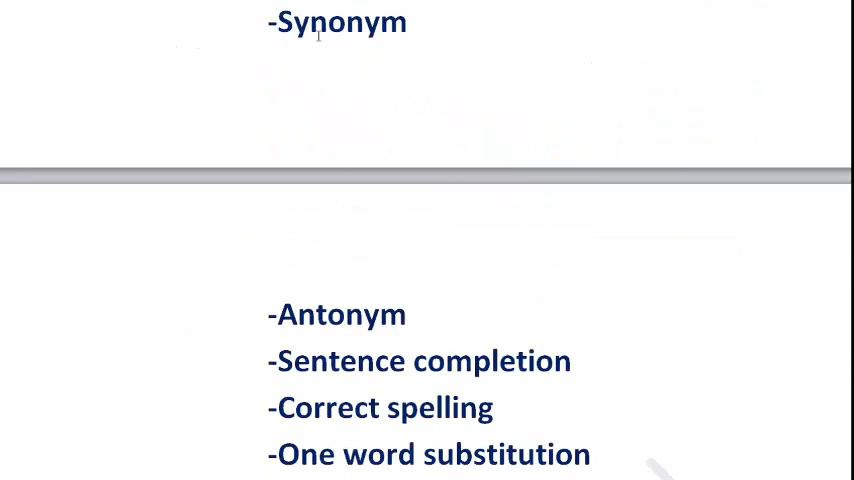 -Synonym
-Antonym
-Sentence completion
-Correct spelling
-One word substitution